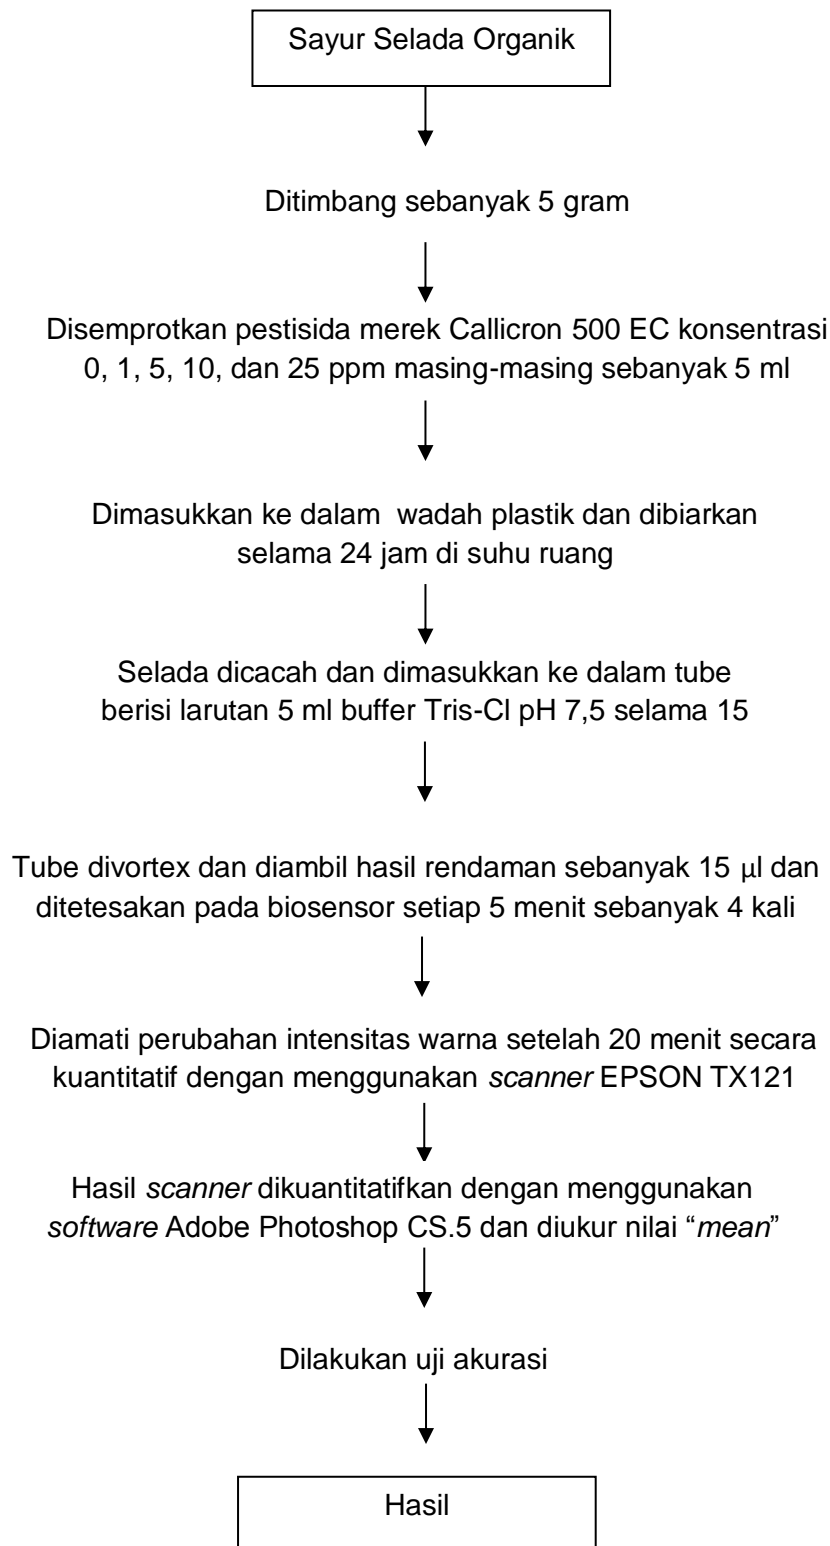 Sayur Selada Organik
Ditimbang sebanyak 5 gram
Disemprotkan pestisida merek Callicron 500 EC konsentrasi
0, 1, 5, 10, dan 25 ppm masing-masing sebanyak 5 ml
Dimasukkan ke dalam wadah plastik dan dibiarkan
selama 24 jam di suhu ruang
Selada dicacah dan dimasukkan ke dalam tube
berisi larutan 5 ml buffer Tris-Cl pH 7,5 selama 15
Tube divortex dan diambil hasil rendaman sebanyak 15 µl dan
ditetesakan pada biosensor setiap 5 menit sebanyak 4 kali
Diamati perubahan intensitas warna setelah 20 menit secara
kuantitatif dengan menggunakan scanner EPSON TX121
Hasil scanner dikuantitatifkan dengan menggunakan
software Adobe Photoshop CS.5 dan diukur nilai “mean”
Dilakukan uji akurasi
Hasil